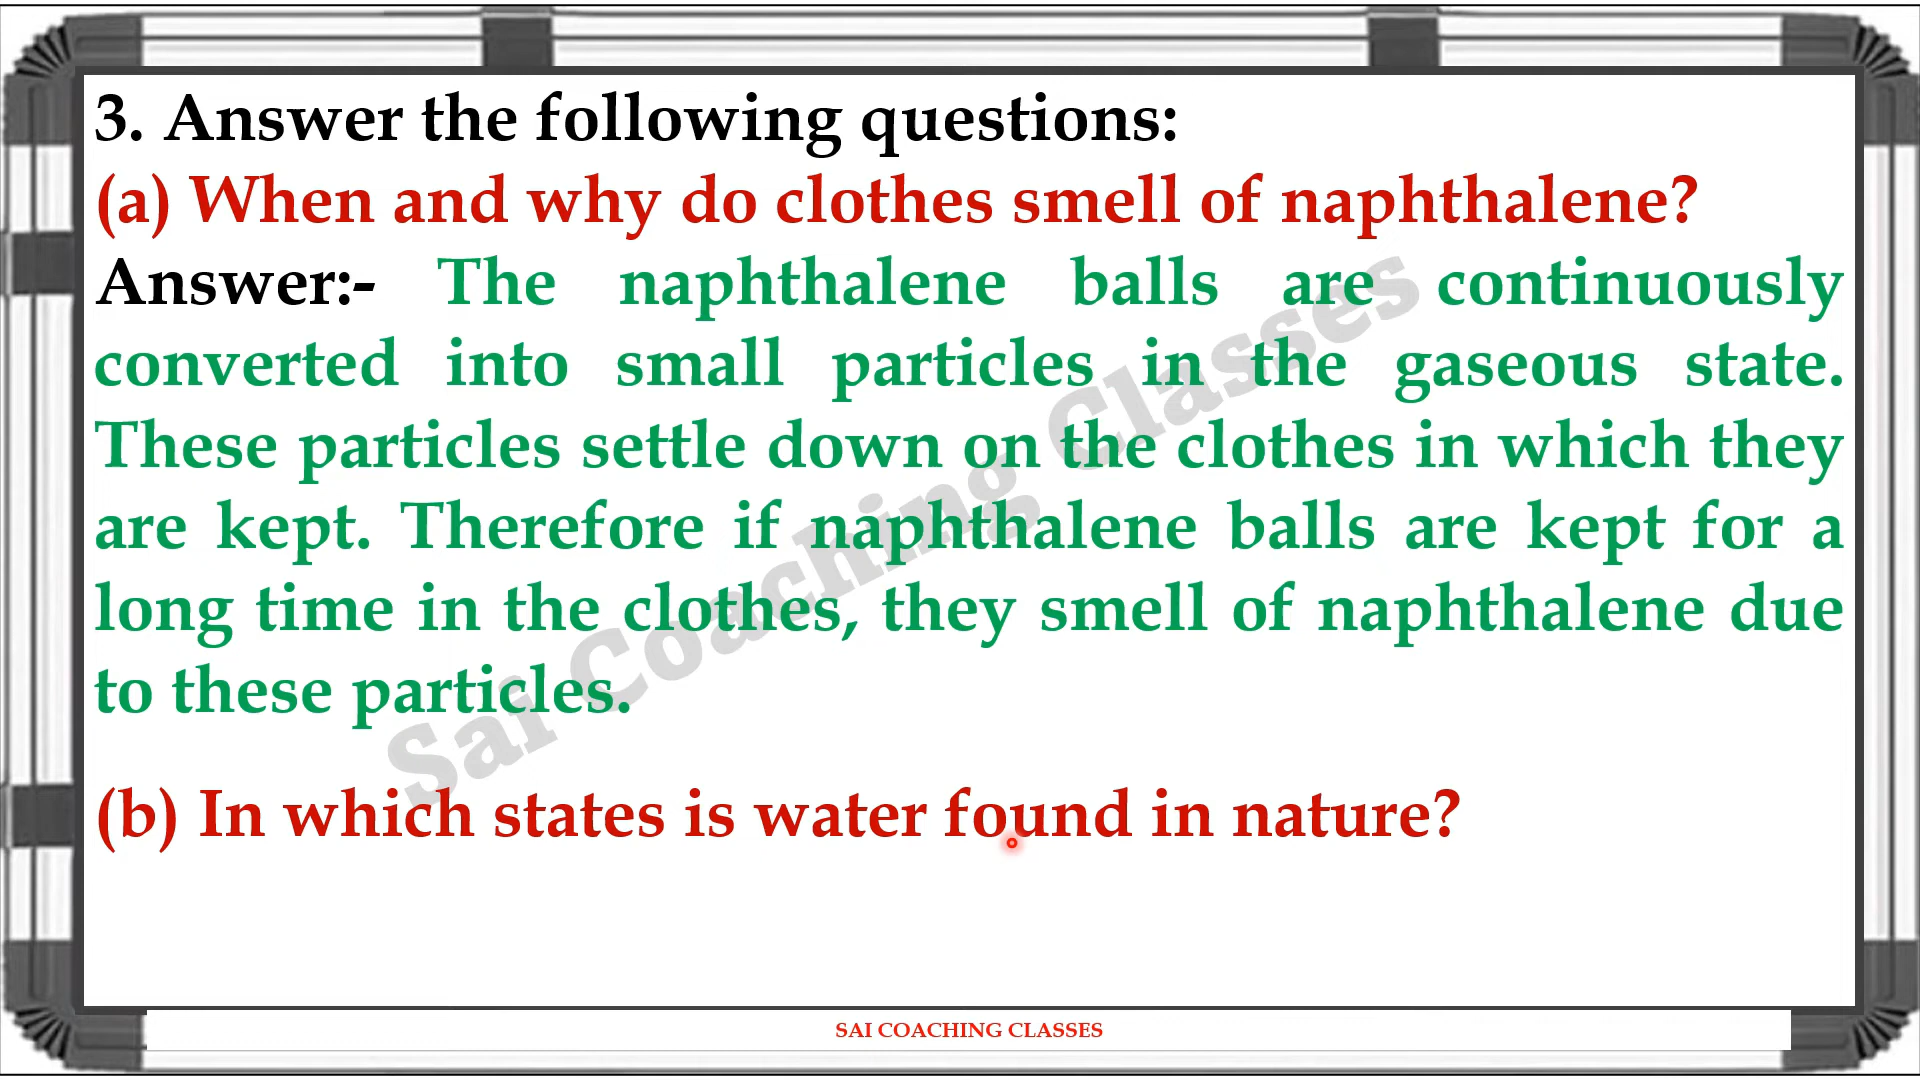 3. Answer the following questions:
(a) When and why do clothes smell of naphthalene?
Answer:- The naphthalene balls are continuously
converted into small particles in the gaseous state.
These particles settle down on the clothes in which they
are kept. Therefore if naphthalene balls are kept for a
long time in the clothes, they smell of naphthalene due
to these particles.
Sai Coaching Classes
(b) In which states is water found in nature?
SAI COACHING CLASSES